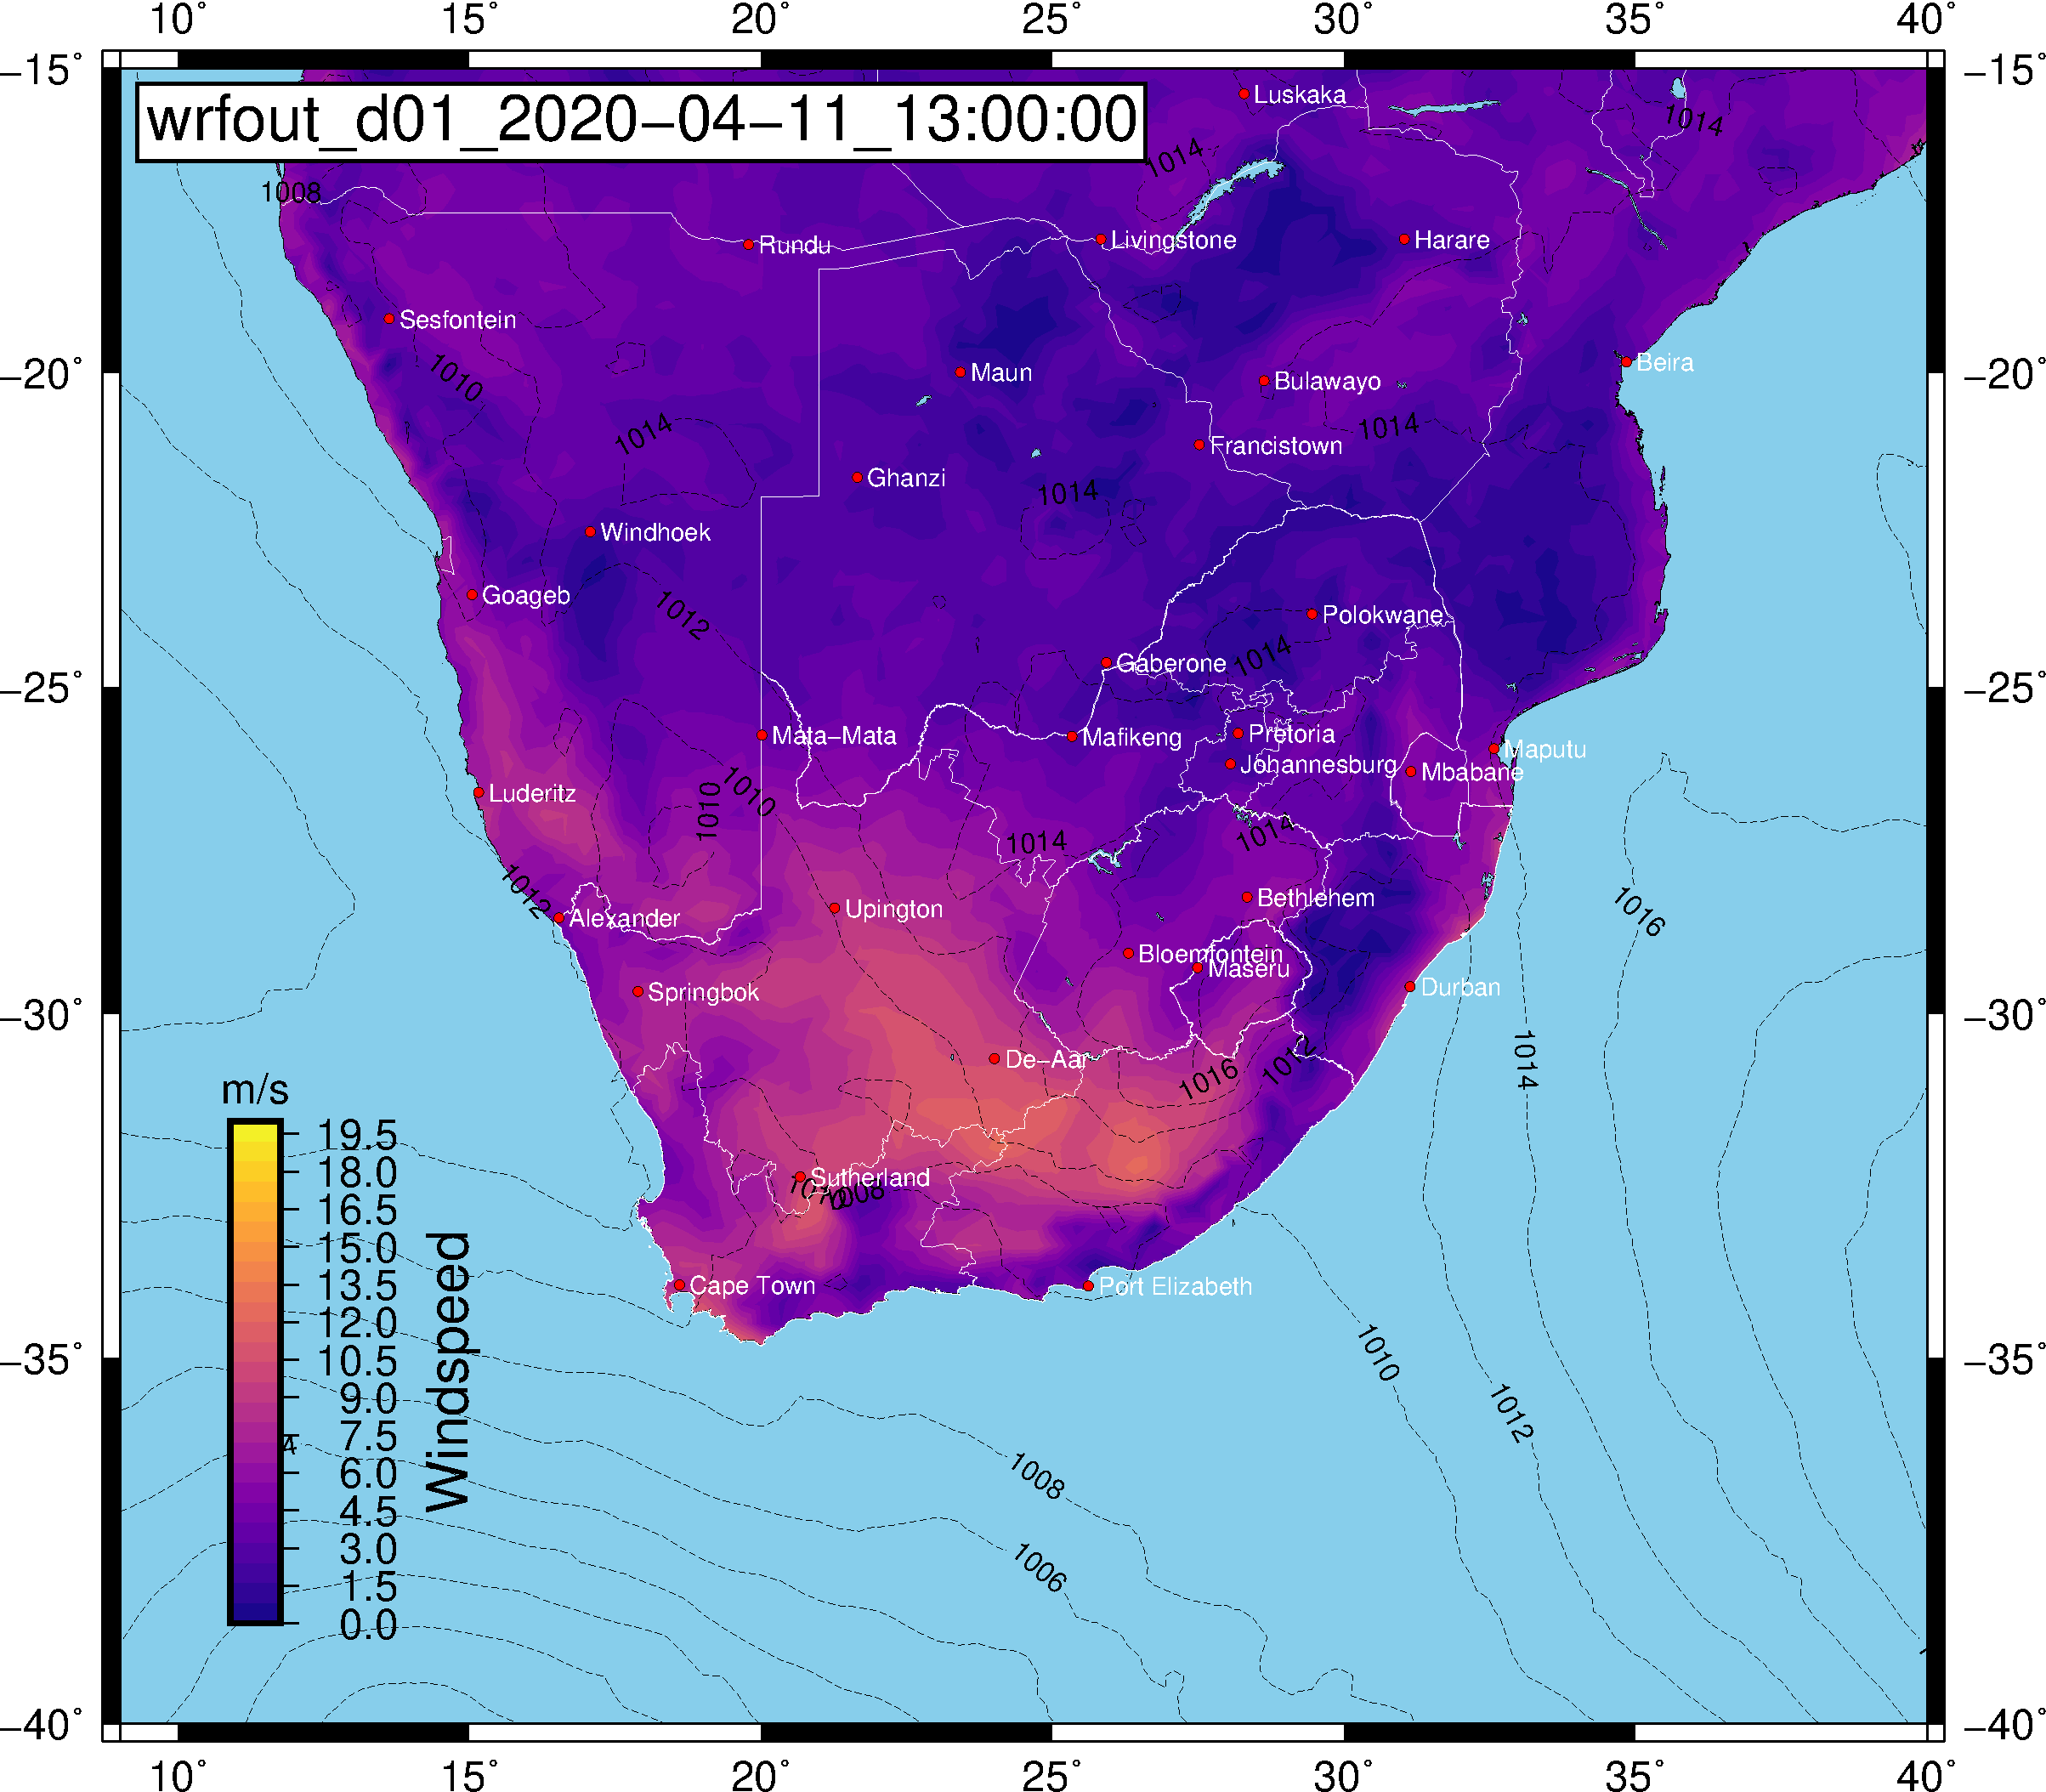 10° 15° 20° 25° 30° 35° 40°
−15° −15°
wrfout_d01_2020−04−11_13:00:00
Luskaka
1014
1014
1008
Rundu
Livingstone
Harare
Sesfontein
1010
Maun
Bulawayo
Beira
−20° −20°
1014
1014
Francistown
Ghanzi
1014
Windhoek
Goageb
1012
Polokwane
1014
Gaberone
−25° −25°
Mata−Mata
Mafikeng
Pretoria
Johannesburg
Mbabane
Maputu
Luderitz
1010
1010
1014
1014
1012
Alexander
Upington
Bethlehem
1016
Bloemfontein
Maseru
Springbok
Durban
−30° −30°
De−Aar
1016
1012
1014
Sutherland
1008
Cape Town
Port Elizabeth
−35° −35°
1010
1012
1008
1006
m/s
19.5
18.0
16.5
15.0
13.5
12.0
10.5
9.0
7.5
6.0
4.5
3.0
1.5
0.0
Windspeed
4
−40° −40°
10° 15° 20° 25° 30° 35° 40°